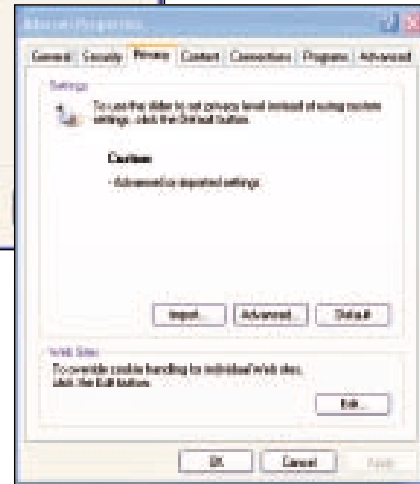 Internet Properties
General Security Privacy Content Connections Programs Advanced
Settings
To use the slider to set privacy level instead of using custom
settings, click the Default button.
Custom
- Advanced or imported settings
Import... Advanced... Default
Web Sites
To override cookie handling for individual Web sites,
click the Edit button.
Edit...
OK Cancel Apply